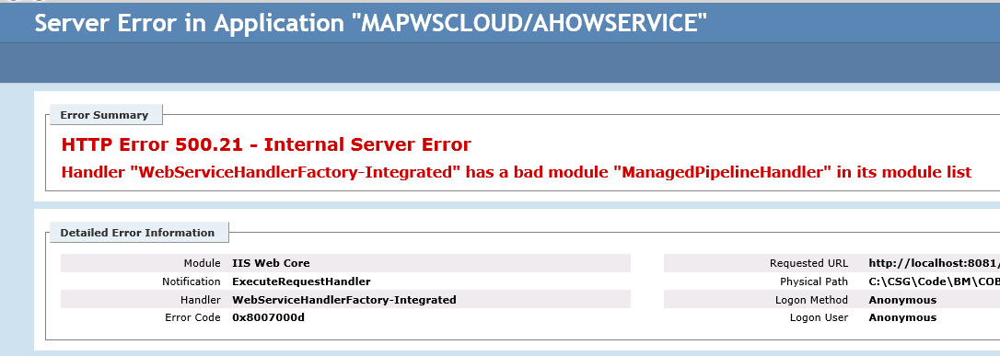 Server Error in Application "MAPWSCLOUD/AHOWSERVICE"
Error Summary
HTTP Error 500.21 - Internal Server Error
Handler "WebServiceHandlerFactory-Integrated" has a bad module "ManagedPipelineHandler" in its module list
Detailed Error Information
Module IIS Web Core
Notification ExecuteRequestHandler
Handler WebServiceHandlerFactory-Integrated
Error Code 0x8007000d
Requested URL http://localhost:8081/
Physical Path C:\CSG\Code\BM\COB
Logon Method Anonymous
Logon User Anonymous